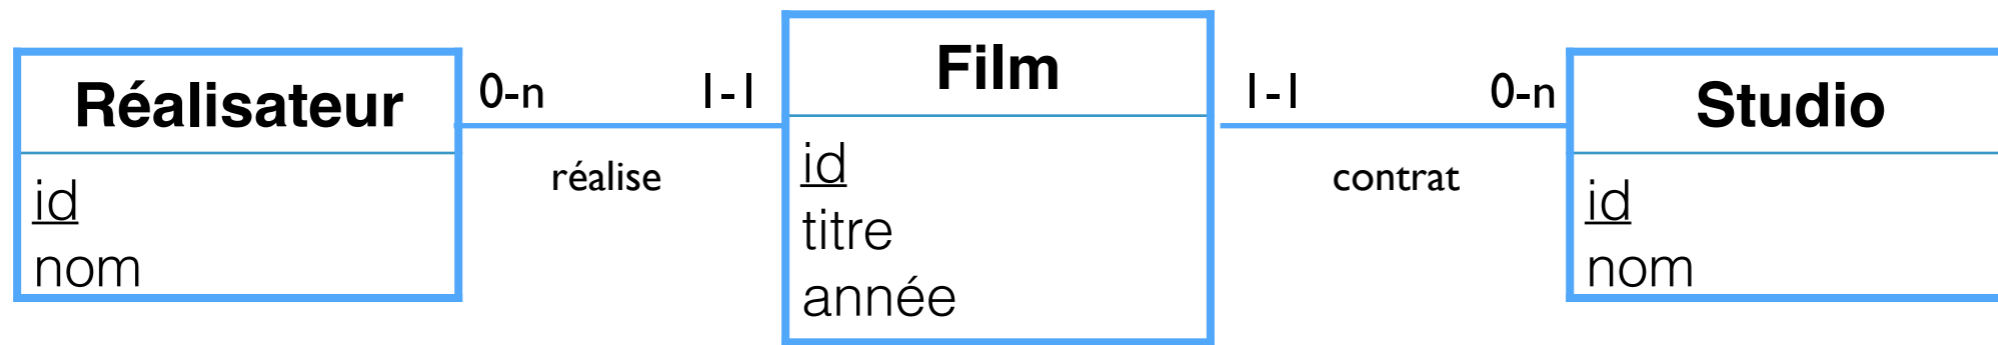 Réalisateur
id
nom
0-n
1-1
réalise
Film
id
titre
année
1-1
0-n
contrat
Studio
id
nom